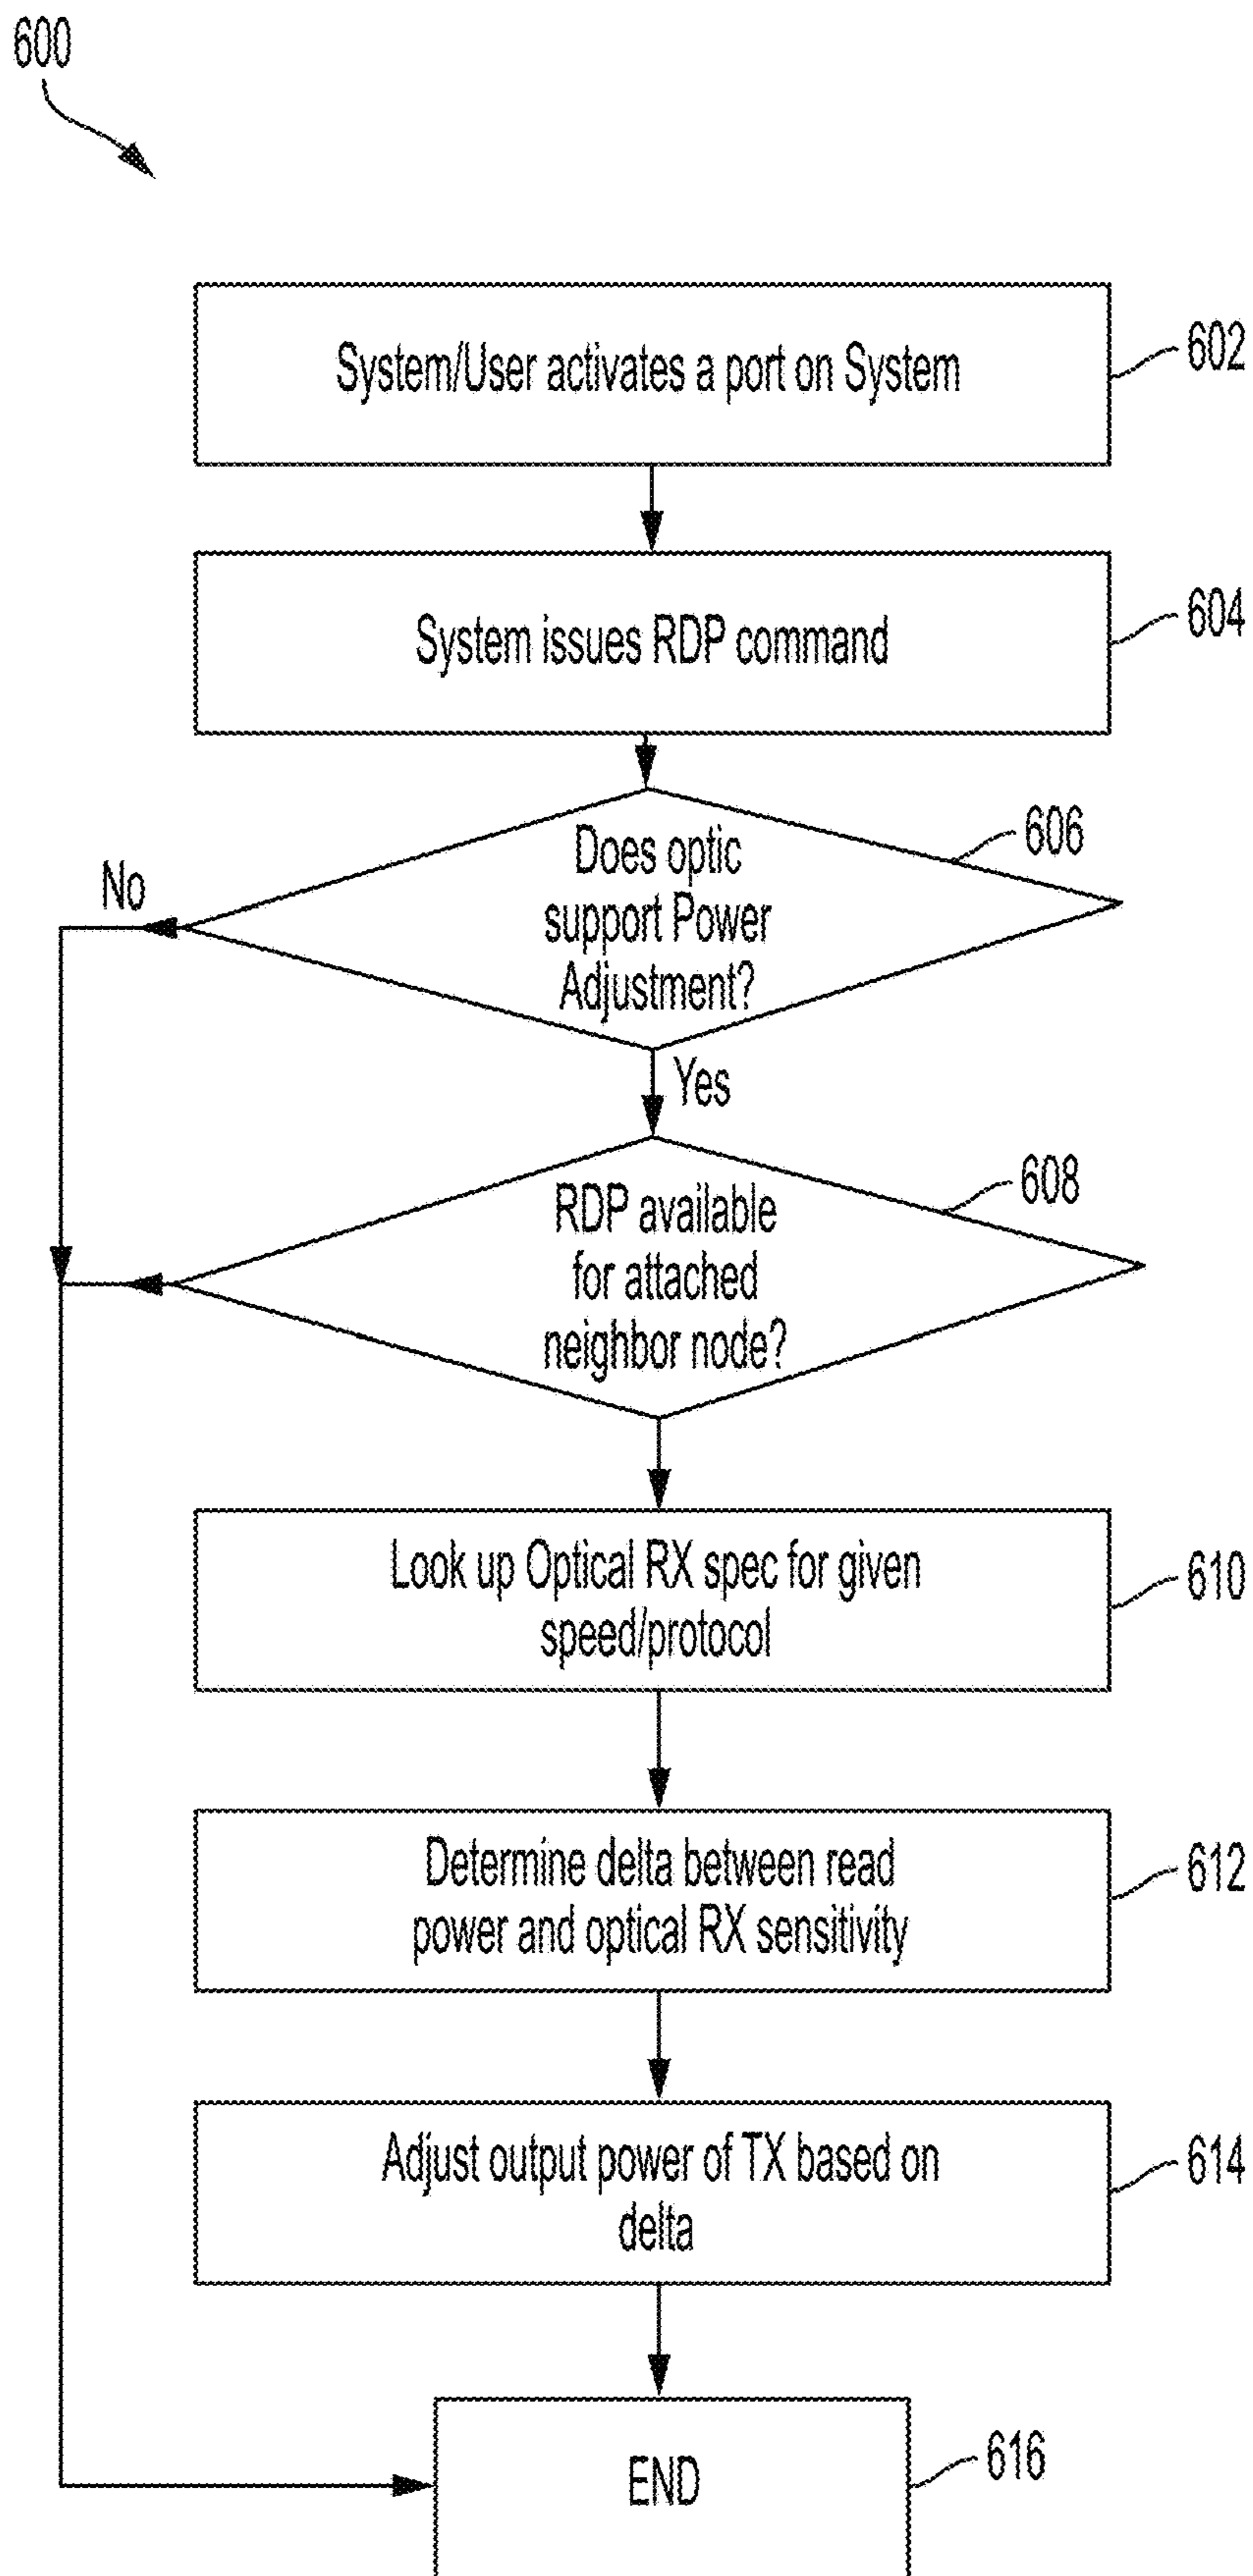 600
System/User activates a port on System
602
System issues RDP command
604
Does optic
support Power
Adjustment?
606
No
Yes
RDP available
for attached
neighbor node?
608
Look up Optical RX spec for given
speed/protocol
610
Determine delta between read
power and optical RX sensitivity
612
Adjust output power of TX based on
delta
614
END
616